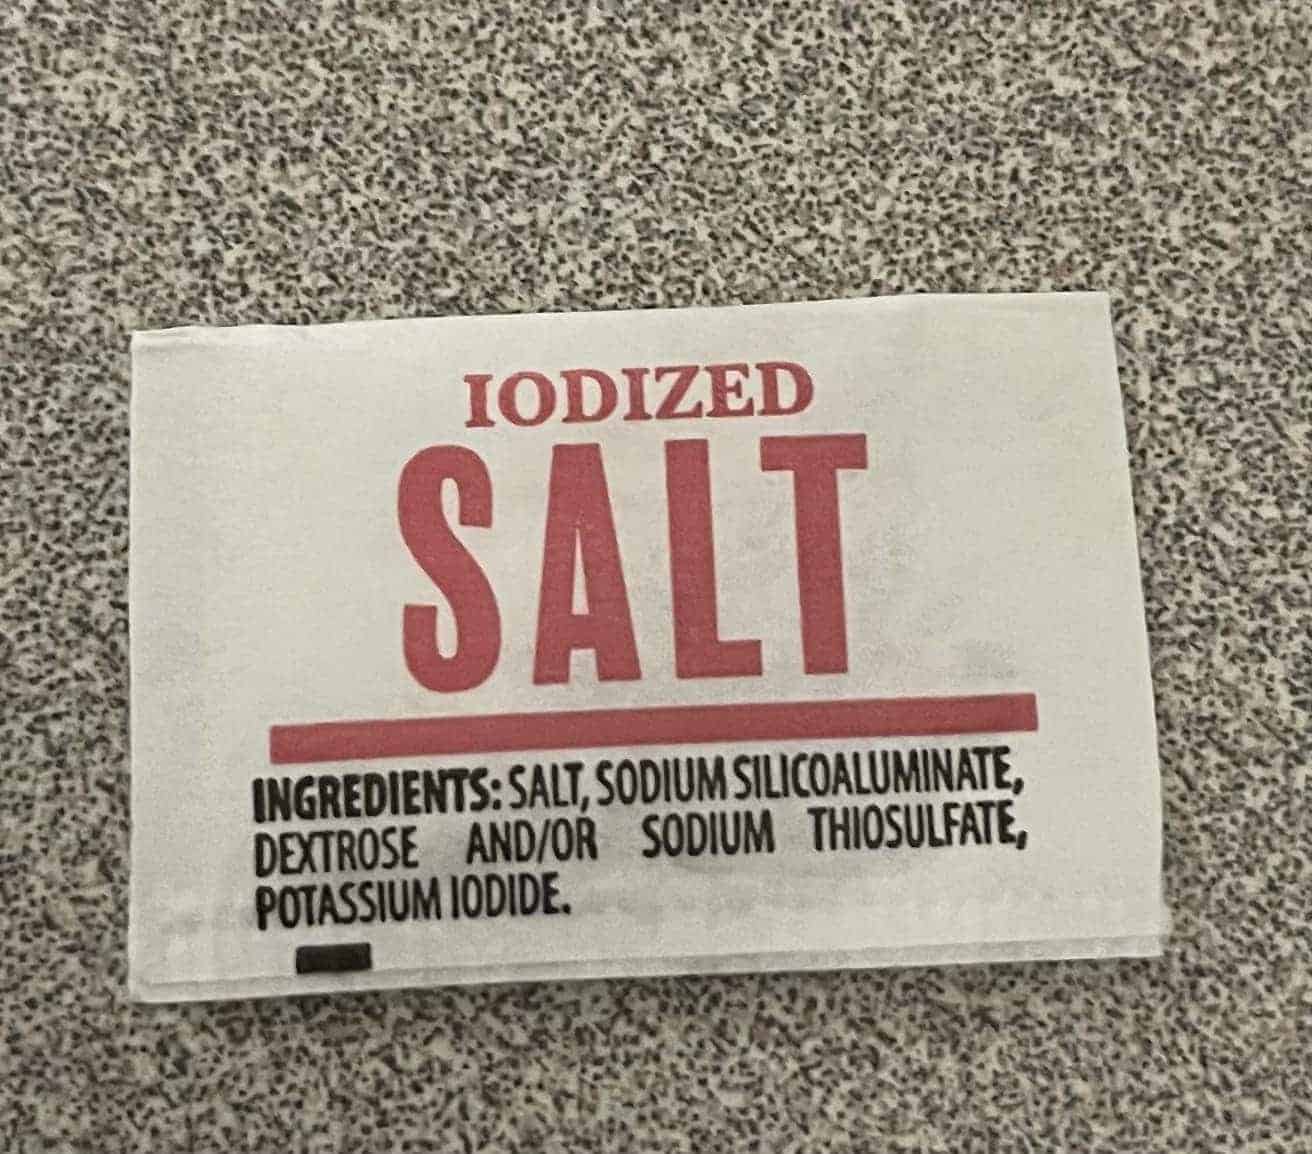 IODIZED
SALT
INGREDIENTS: SALT, SODIUM SILICOALUMINATE,
DEXTROSE AND/OR SODIUM THIOSULFATE,
POTASSIUM IODIDE.